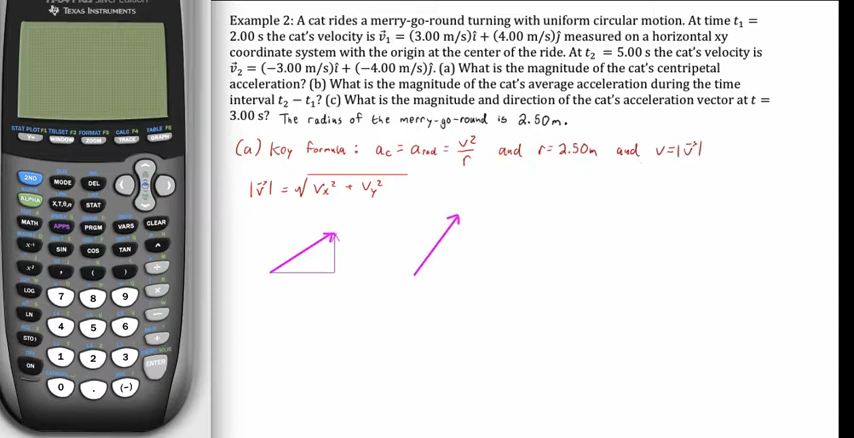 TEXAS INSTRUMENTS
STAT PLOT F1 TBLSET F2 FORMAT F3 CALC F4 TABLE F5
Y= WINDOW ZOOM TRACE GRAPH
2ND MODE DEL
ALPHA X,T,θ,n STAT
MATH APPS PRGM VARS CLEAR
x⁻¹ SIN COS TAN ^
x² , ( ) ÷
LOG 7 8 9 ×
LN 4 5 6 −
STO› 1 2 3 +
ON 0 . (−) ENTER
Example 2: A cat rides a merry-go-round turning with uniform circular motion. At time t₁ =
2.00 s the cat's velocity is v⃗₁ = (3.00 m/s)î + (4.00 m/s)ĵ measured on a horizontal xy
coordinate system with the origin at the center of the ride. At t₂ = 5.00 s the cat's velocity is
v⃗₂ = (−3.00 m/s)î + (−4.00 m/s)ĵ. (a) What is the magnitude of the cat's centripetal
acceleration? (b) What is the magnitude of the cat's average acceleration during the time
interval t₂ − t₁? (c) What is the magnitude and direction of the cat's acceleration vector at t =
3.00 s? The radius of the merry-go-round is 2.50m.
(a) Key formula: a_c = a_rad = v²/r and r=2.50m and v=|v⃗|
|v⃗| = √(Vx² + Vy²)